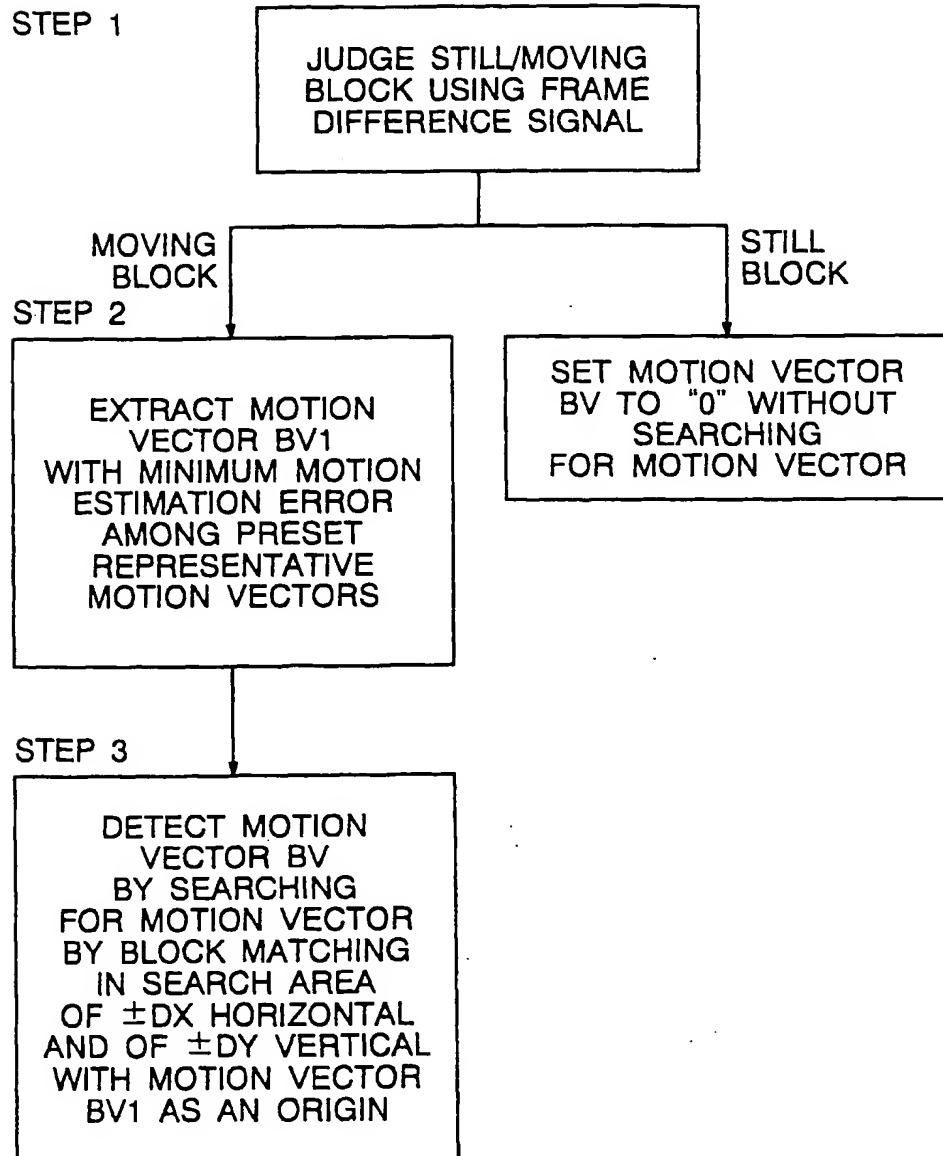 STEP 1
JUDGE STILL/MOVING
BLOCK USING FRAME
DIFFERENCE SIGNAL
MOVING
BLOCK
STILL
BLOCK
STEP 2
EXTRACT MOTION
VECTOR BV1
WITH MINIMUM MOTION
ESTIMATION ERROR
AMONG PRESET
REPRESENTATIVE
MOTION VECTORS
SET MOTION VECTOR
BV TO "0" WITHOUT
SEARCHING
FOR MOTION VECTOR
STEP 3
DETECT MOTION
VECTOR BV
BY SEARCHING
FOR MOTION VECTOR
BY BLOCK MATCHING
IN SEARCH AREA
OF ±DX HORIZONTAL
AND OF ±DY VERTICAL
WITH MOTION VECTOR
BV1 AS AN ORIGIN